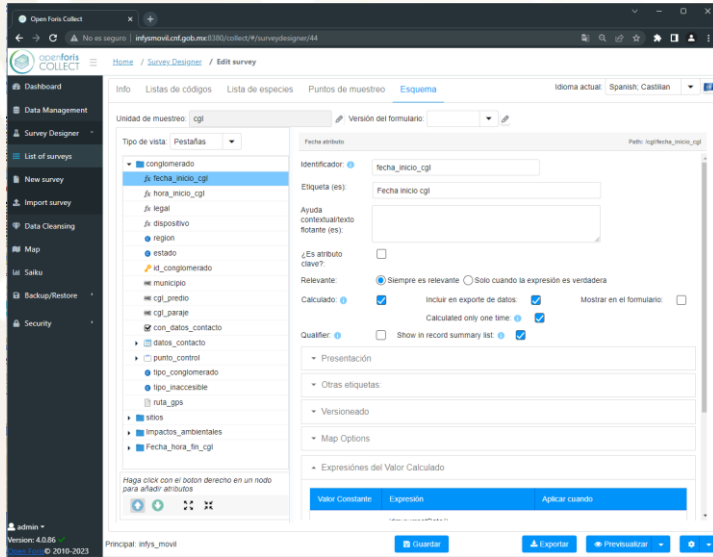 Open Foris Collect
No es seguro | infysmovil.cnf.gob.mx:8380/collect/#/surveydesigner/44
openforis
COLLECT
Home / Survey Designer / Edit survey
Dashboard
Data Management
Survey Designer
List of surveys
New survey
Import survey
Data Cleansing
Map
Saiku
Backup/Restore
Security
admin
Version: 4.0.86
Open Foris © 2010-2023
Info Listas de códigos Lista de especies Puntos de muestreo Esquema
Idioma actual: Spanish; Castilian
Unidad de muestreo: cgl
Versión del formulario:
Tipo de vista: Pestañas
conglomerado
fx fecha_inicio_cgl
fx hora_inicio_cgl
fx legal
fx dispositivo
region
estado
id_conglomerado
municipio
cgl_predio
cgl_paraje
con_datos_contacto
datos_contacto
punto_control
tipo_conglomerado
tipo_inaccesible
ruta_gps
sitios
Impactos_ambientales
Fecha_hora_fin_cgl
Haga click con el boton derecho en un nodo
para añadir atributos
Fecha atributo
Path: /cgl/fecha_inicio_cgl
Identificador: fecha_inicio_cgl
Etiqueta (es): Fecha inicio cgl
Ayuda
contextual/texto
flotante (es):
¿Es atributo
clave?:
Relevante: Siempre es relevante Solo cuando la expresión es verdadera
Calculado: Incluir en exporte de datos: Mostrar en el formulario:
Calculated only one time:
Qualifier: Show in record summary list:
Presentación
Otras etiquetas
Versioneado
Map Options
Expresiónes del Valor Calculado
Valor Constante Expresión Aplicar cuando
Principal: infys_movil
Guardar
Exportar
Previsualizar